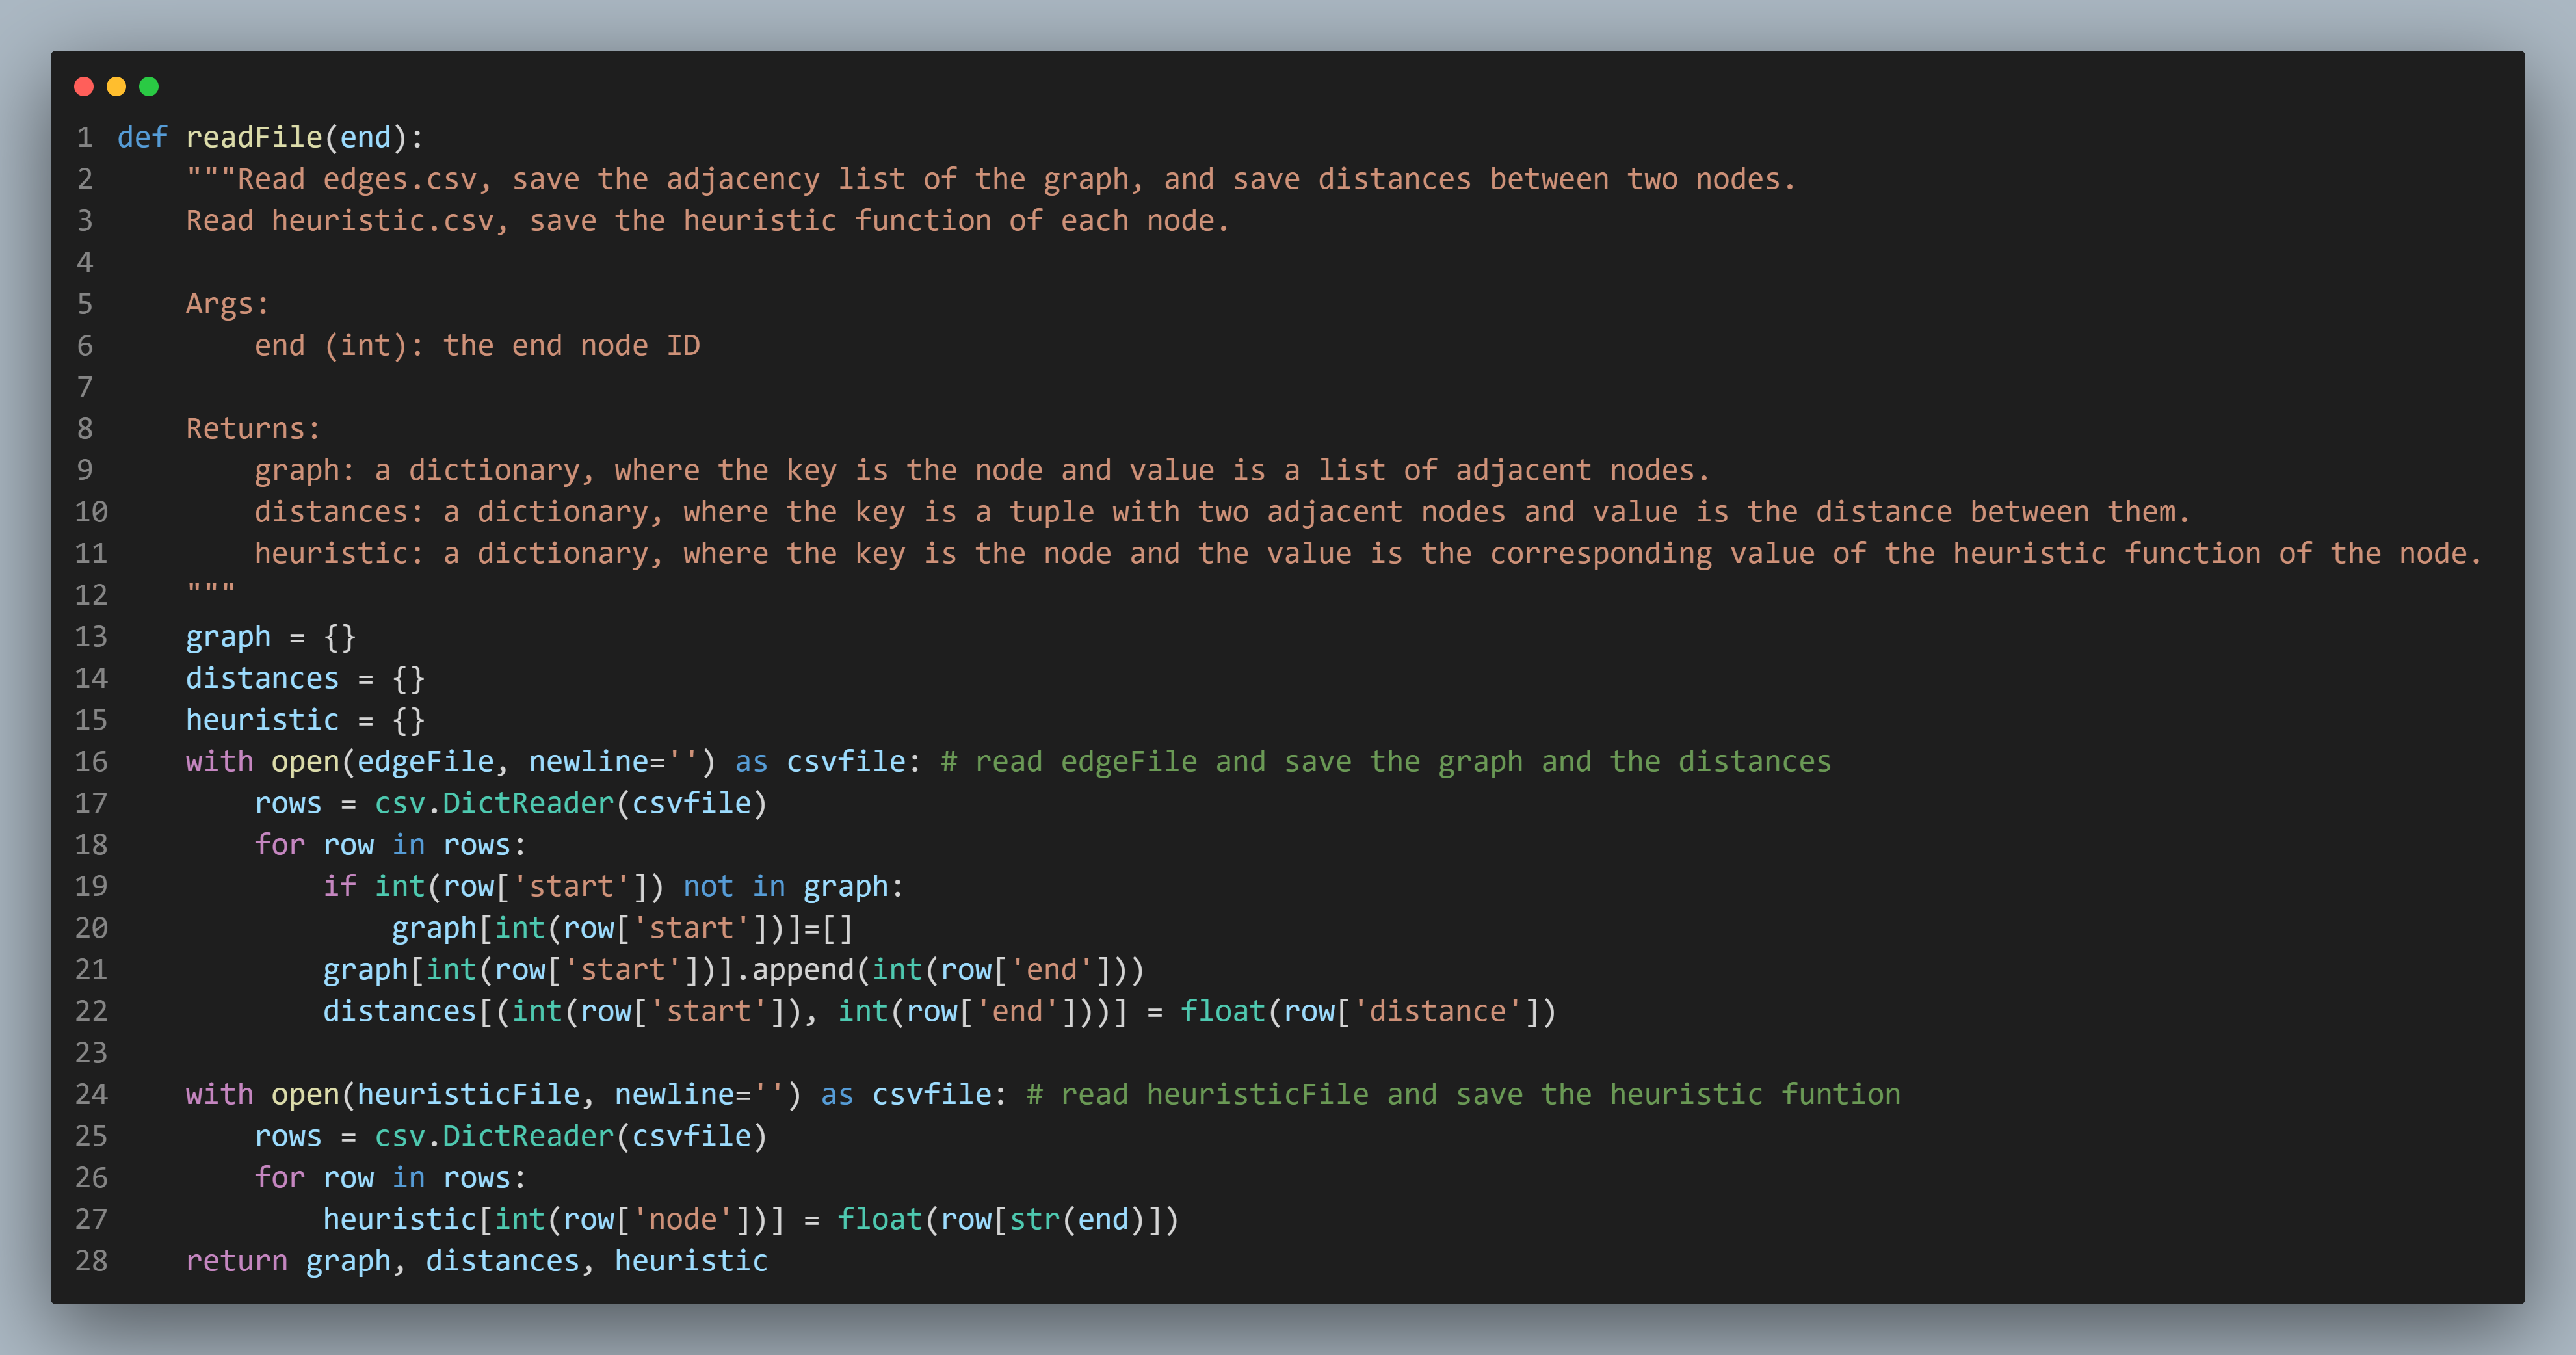 1 def readFile(end):
2     """Read edges.csv, save the adjacency list of the graph, and save distances between two nodes.
3     Read heuristic.csv, save the heuristic function of each node.
4
5     Args:
6         end (int): the end node ID
7
8     Returns:
9         graph: a dictionary, where the key is the node and value is a list of adjacent nodes.
10         distances: a dictionary, where the key is a tuple with two adjacent nodes and value is the distance between them.
11         heuristic: a dictionary, where the key is the node and the value is the corresponding value of the heuristic function of the node.
12     """
13     graph = {}
14     distances = {}
15     heuristic = {}
16     with open(edgeFile, newline='') as csvfile: # read edgeFile and save the graph and the distances
17         rows = csv.DictReader(csvfile)
18         for row in rows:
19             if int(row['start']) not in graph:
20                 graph[int(row['start'])]=[]
21             graph[int(row['start'])].append(int(row['end']))
22             distances[(int(row['start']), int(row['end']))] = float(row['distance'])
23
24     with open(heuristicFile, newline='') as csvfile: # read heuristicFile and save the heuristic funtion
25         rows = csv.DictReader(csvfile)
26         for row in rows:
27             heuristic[int(row['node'])] = float(row[str(end)])
28     return graph, distances, heuristic